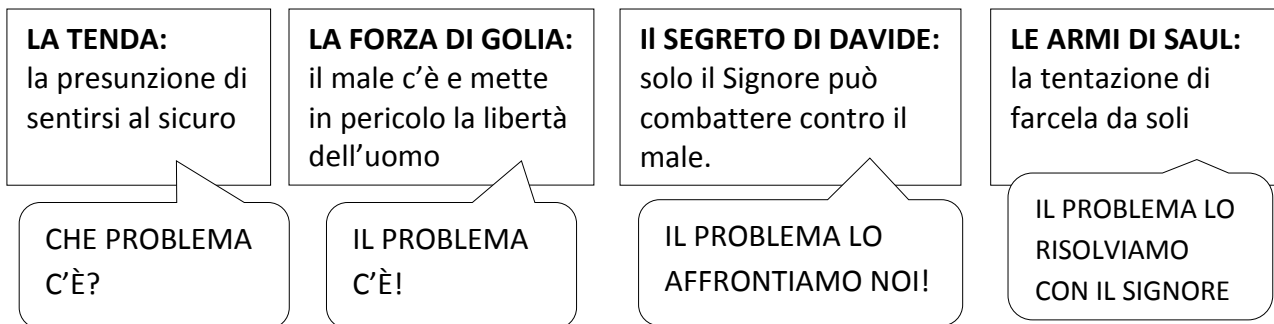 LA TENDA:
la presunzione di
sentirsi al sicuro
LA FORZA DI GOLIA:
il male c'è e mette
in pericolo la libertà
dell'uomo
Il SEGRETO DI DAVIDE:
solo il Signore può
combattere contro il
male.
LE ARMI DI SAUL:
la tentazione di
farcela da soli
CHE PROBLEMA
C'È?
IL PROBLEMA
C'È!
IL PROBLEMA LO
AFFRONTIAMO NOI!
IL PROBLEMA LO
RISOLVIAMO
CON IL SIGNORE